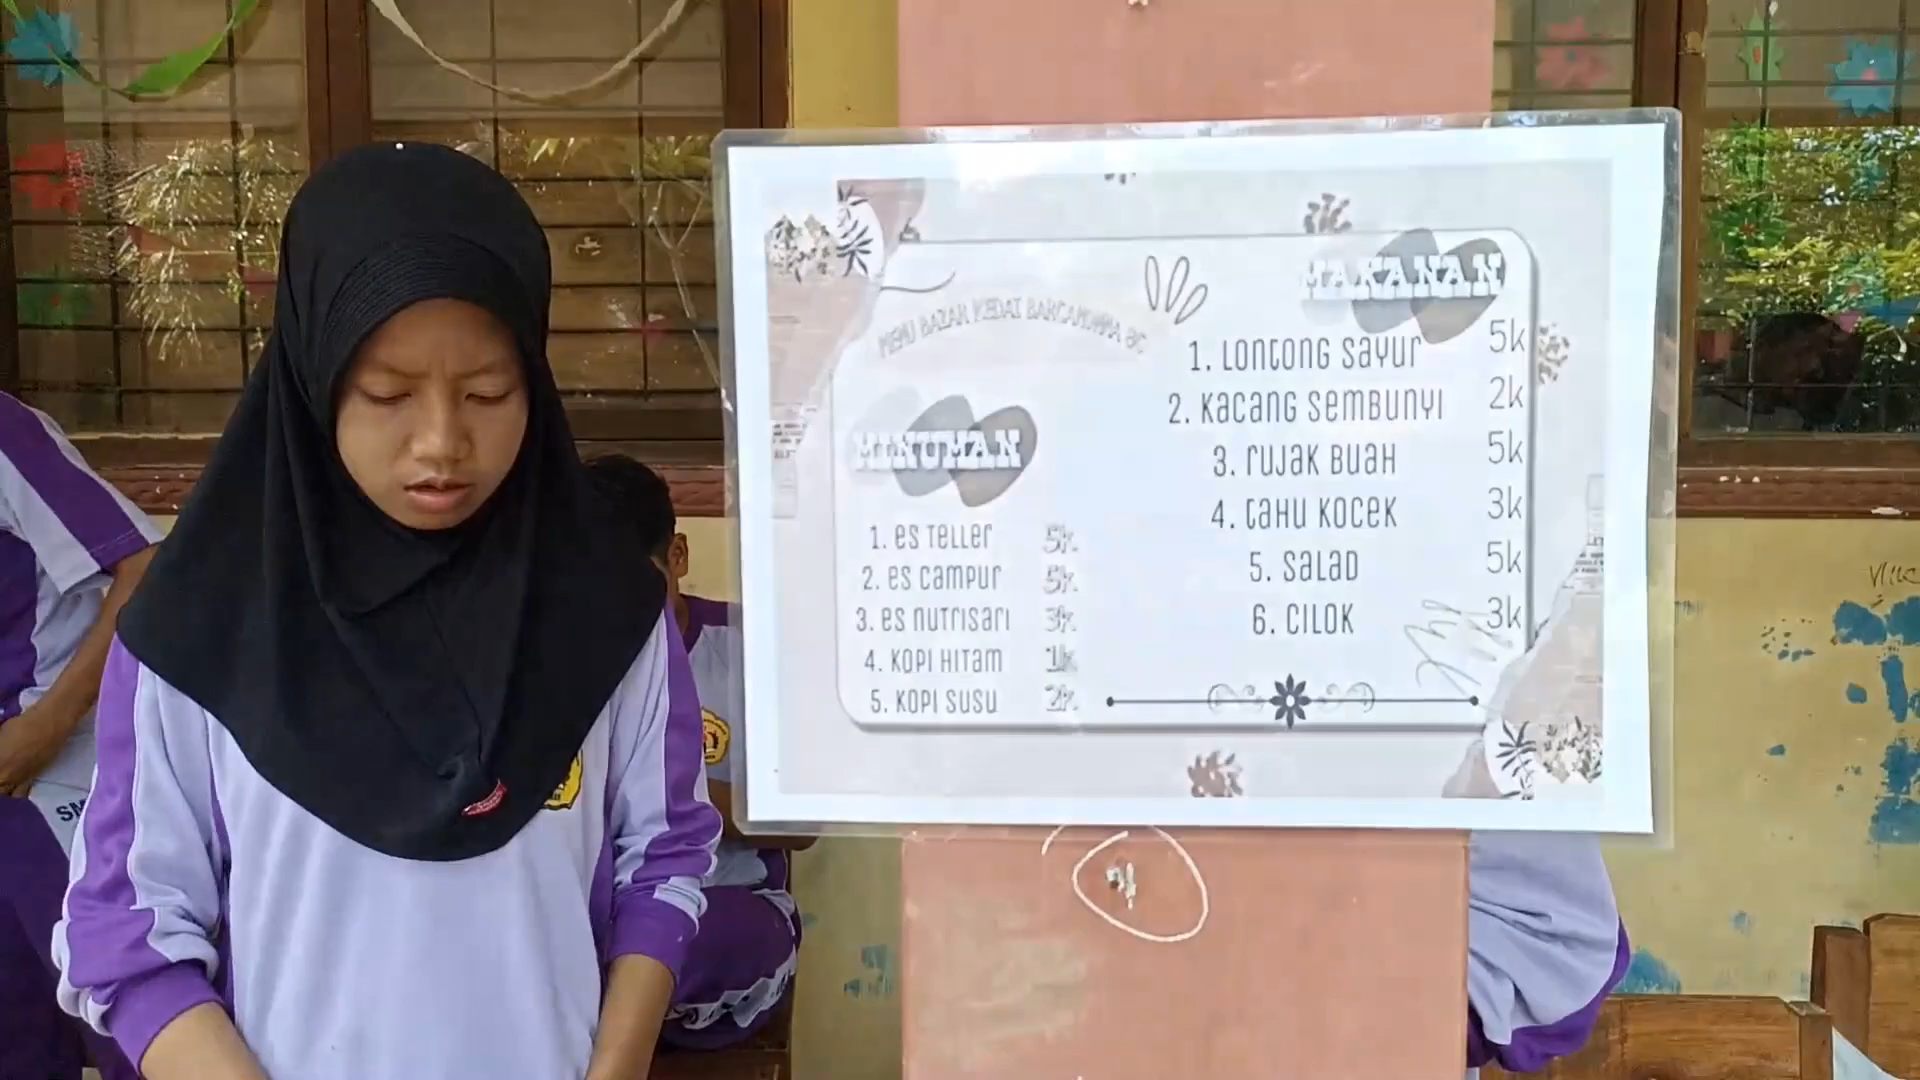 MENU BAZAR KEDAI
MINUMAN
1. es Teller 5k
2. es campur 5k
3. es nutrisari 3k
4. KOPI Hitam 1k
5. KOPI SUSU 2k
MAKANAN
1. Lontong sayur 5k
2. Kacang sembunyi 2k
3. rujak Buah 5k
4. tahu kocek 3k
5. salad 5k
6. CILOK 3k
SM